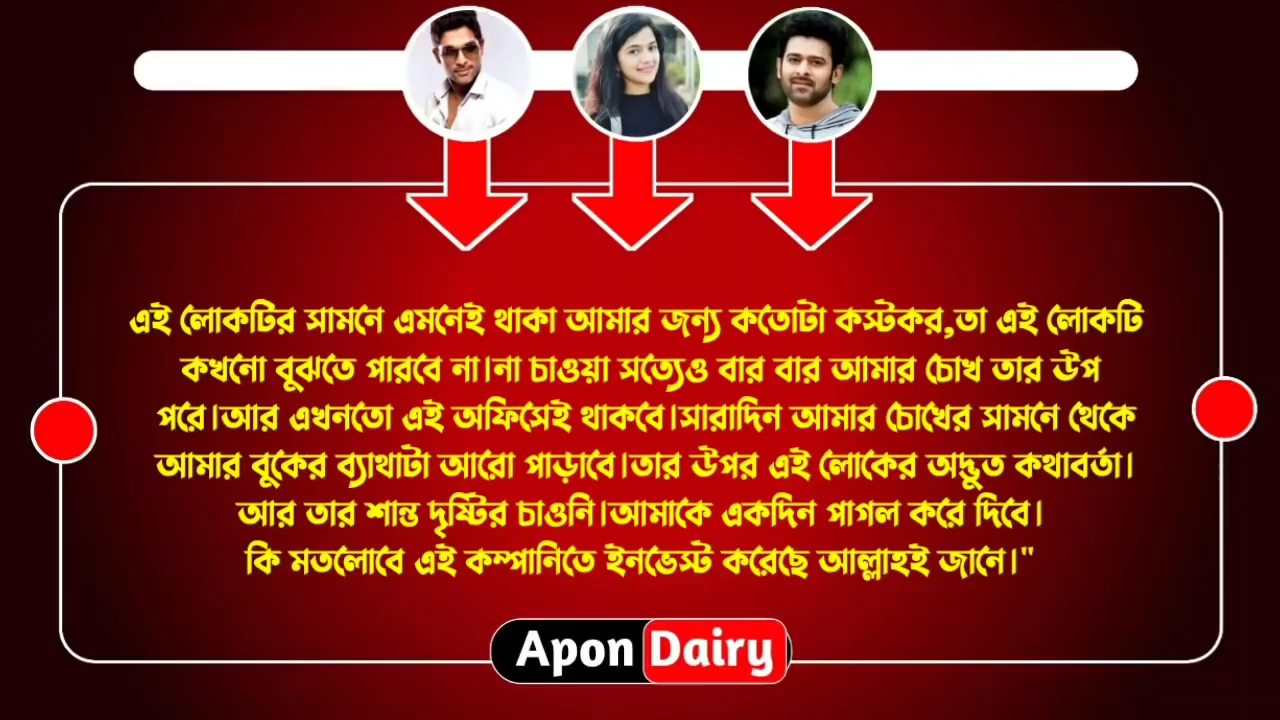 এই লোকটির সামনে এমনেই থাকা আমার জন্য কতোটা কস্টকর,তা এই লোকটি
কখনো বুঝতে পারবে না।না চাওয়া সত্যেও বার বার আমার চোখ তার উপ
পরে।আর এখনতো এই অফিসেই থাকবে।সারাদিন আমার চোখের সামনে থেকে
আমার বুকের ব্যাথাটা আরো পাড়াবে।তার উপর এই লোকের অদ্ভুত কথাবর্তা।
আর তার শান্ত দৃষ্টির চাওনি।আমাকে একদিন পাগল করে দিবে।
কি মতলোবে এই কম্পানিতে ইনভেস্ট করেছে আল্লাহই জানে।"
Apon Dairy